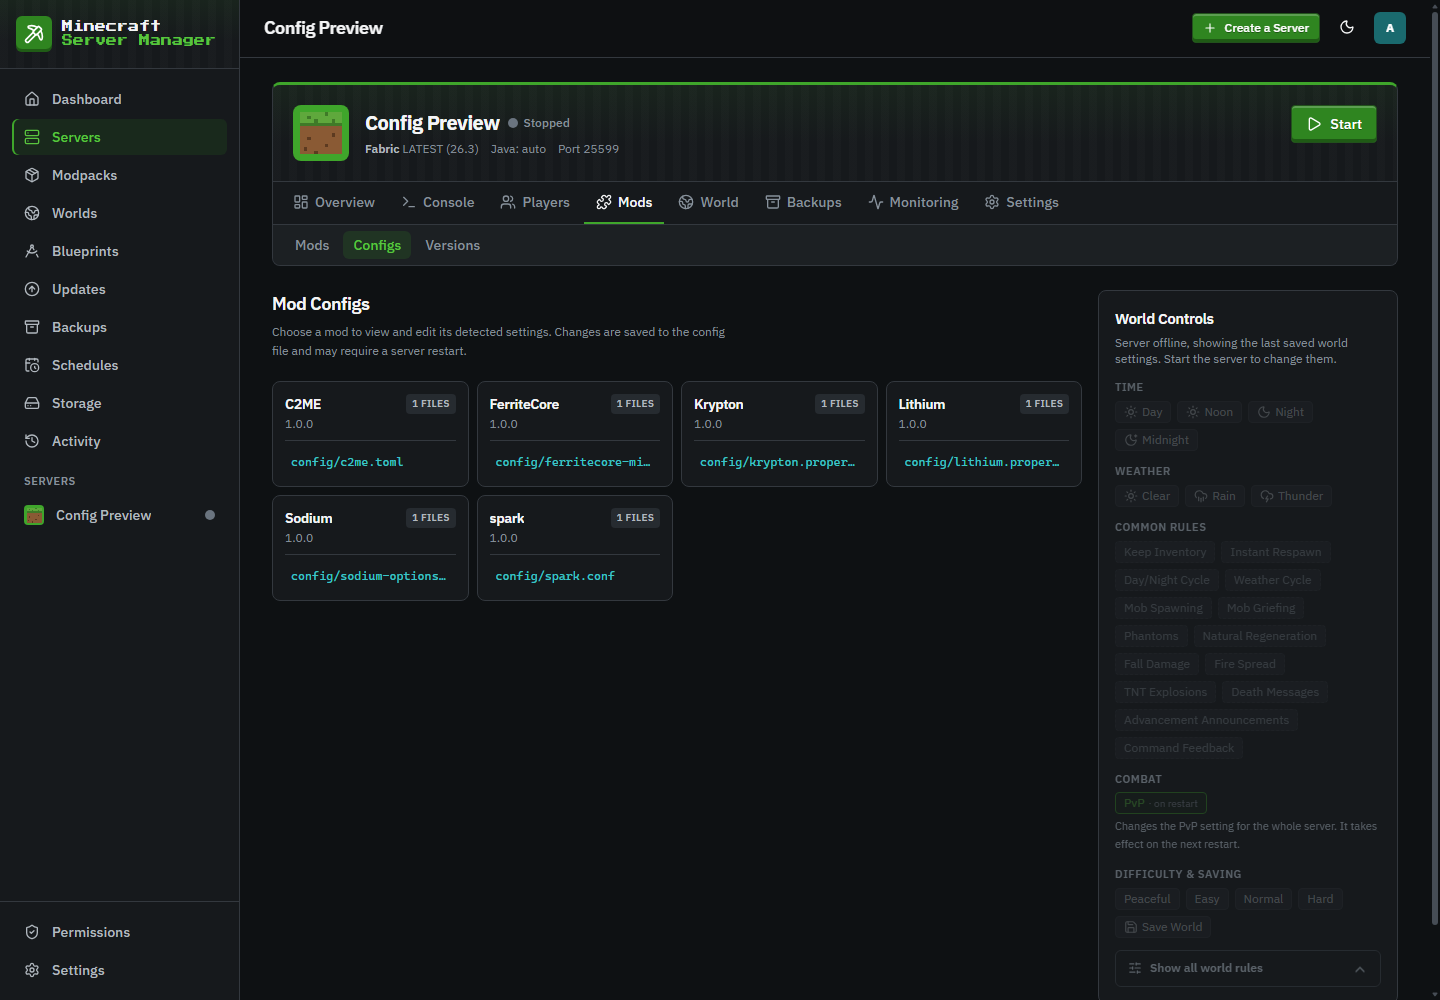 Minecraft
Server Manager
Config Preview
Create a Server
A
Dashboard
Servers
Modpacks
Worlds
Blueprints
Updates
Backups
Schedules
Storage
Activity
SERVERS
Config Preview
Permissions
Settings
Config Preview
Stopped
Fabric LATEST (26.3) Java: auto Port 25599
Start
Overview Console Players Mods World Backups Monitoring Settings
Mods Configs Versions
Mod Configs
Choose a mod to view and edit its detected settings. Changes are saved to the config
file and may require a server restart.
C2ME 1 FILES
1.0.0
config/c2me.toml
FerriteCore 1 FILES
1.0.0
config/ferritecore-mi…
Krypton 1 FILES
1.0.0
config/krypton.proper…
Lithium 1 FILES
1.0.0
config/lithium.proper…
Sodium 1 FILES
1.0.0
config/sodium-options…
spark 1 FILES
1.0.0
config/spark.conf
World Controls
Server offline, showing the last saved world
settings. Start the server to change them.
TIME
Day Noon Night
Midnight
WEATHER
Clear Rain Thunder
COMMON RULES
Keep Inventory Instant Respawn
Day/Night Cycle Weather Cycle
Mob Spawning Mob Griefing
Phantoms Natural Regeneration
Fall Damage Fire Spread
TNT Explosions Death Messages
Advancement Announcements
Command Feedback
COMBAT
PvP · on restart
Changes the PvP setting for the whole server. It takes
effect on the next restart.
DIFFICULTY & SAVING
Peaceful Easy Normal Hard
Save World
Show all world rules